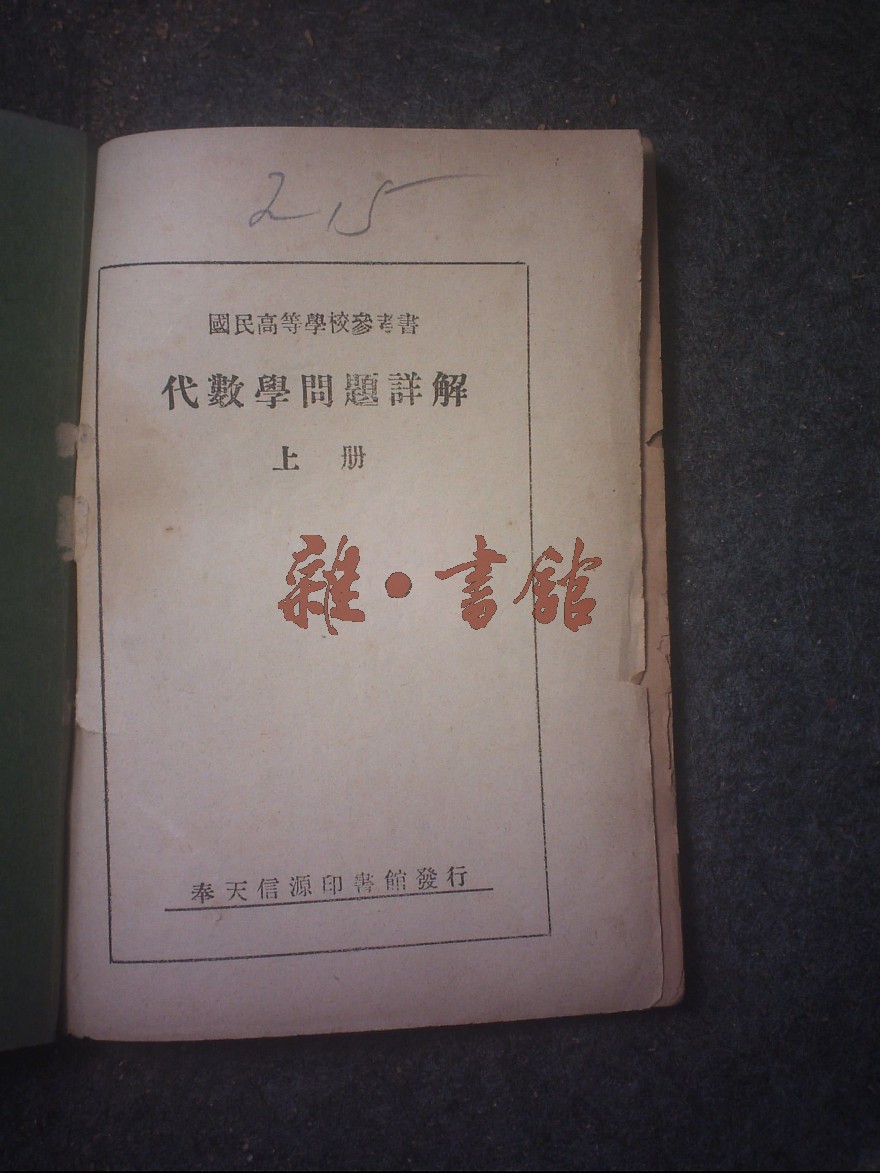 215
國民高等學校參考書
代數學問題詳解
上册
雜·書館
奉天信源印書館發行